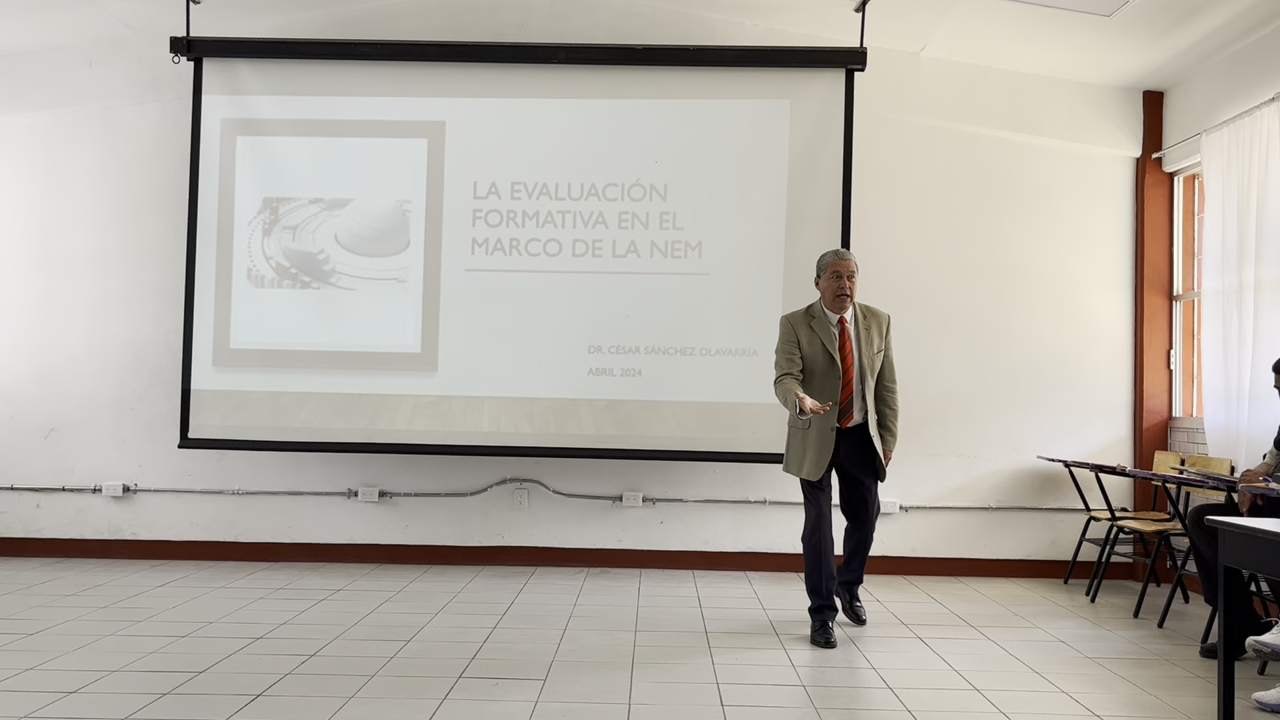 LA EVALUACIÓN
FORMATIVA EN EL
MARCO DE LA NEM
DR. CÉSAR SÁNCHEZ OLAVARRÍA
ABRIL 2024